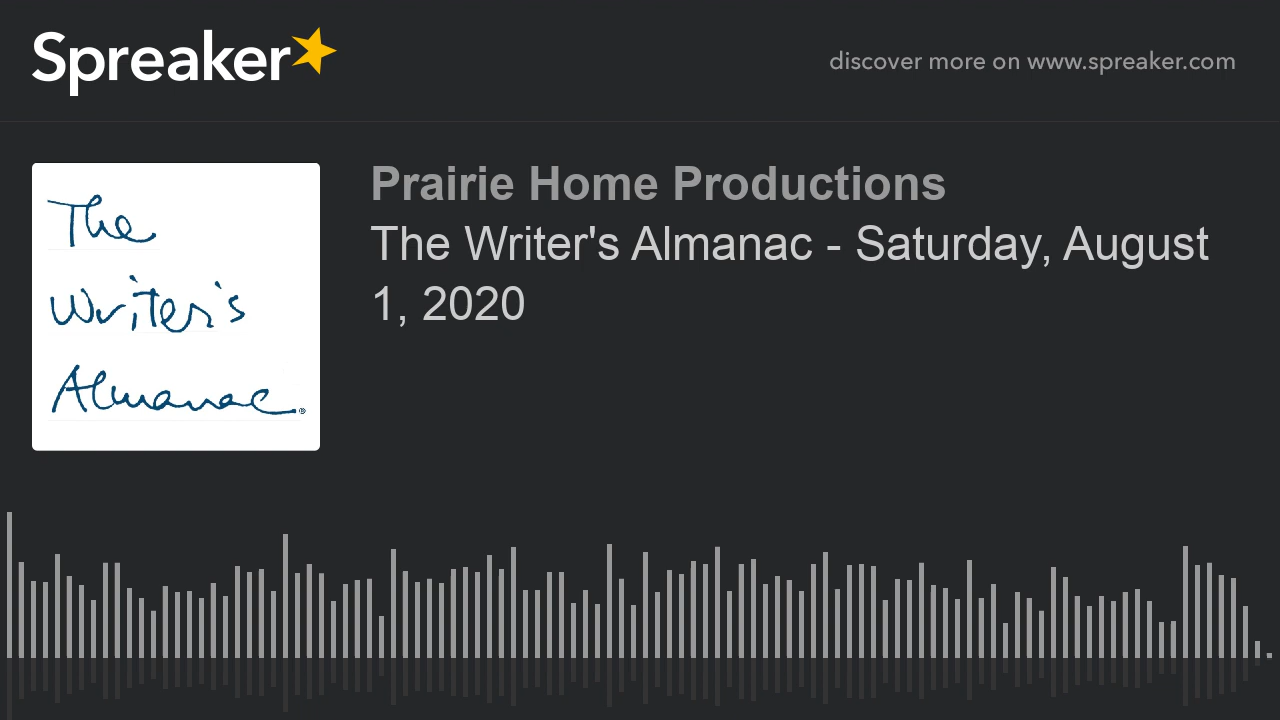 Spreaker
discover more on www.spreaker.com
The
Writer's
Almanac®
Prairie Home Productions
The Writer's Almanac - Saturday, August
1, 2020